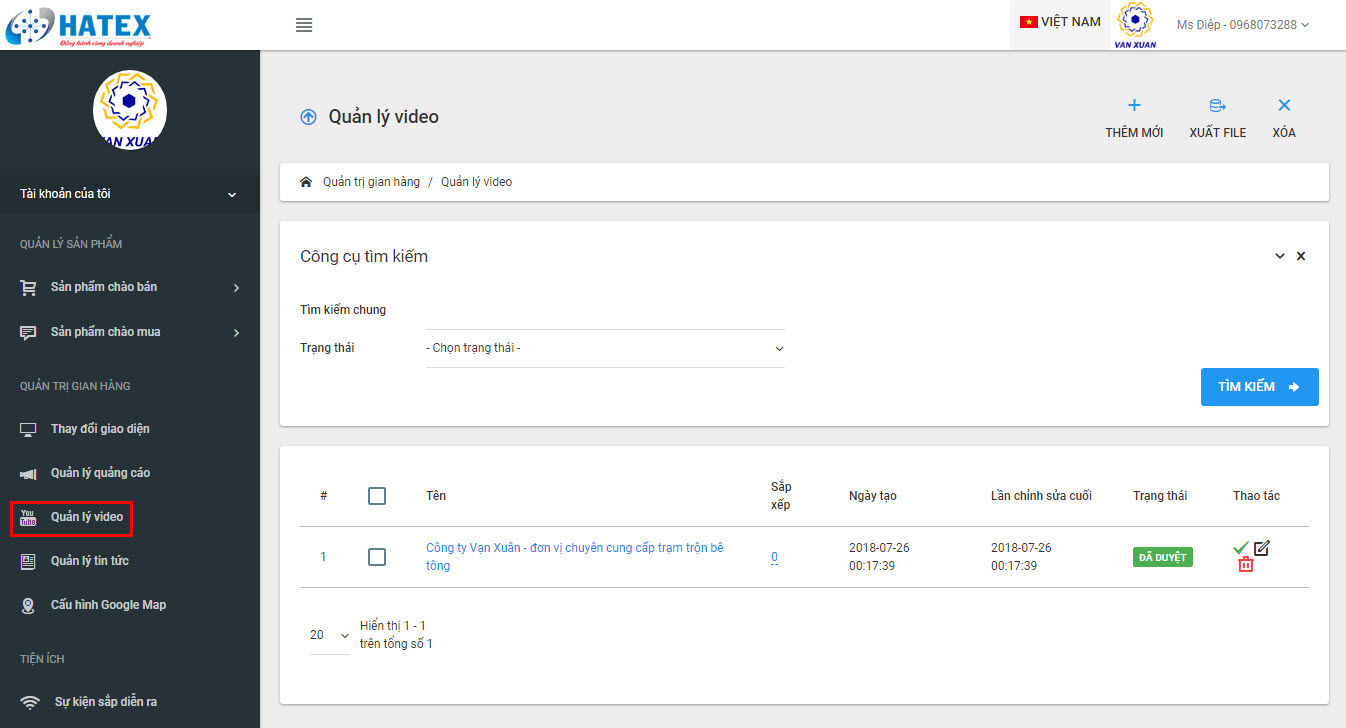 HATEX
Đồng hành cùng doanh nghiệp
VIỆT NAM
VAN XUAN
Ms Diệp - 0968073288
VAN XUAN
Tài khoản của tôi
QUẢN LÝ SẢN PHẨM
Sản phẩm chào bán
Sản phẩm chào mua
QUẢN TRỊ GIAN HÀNG
Thay đổi giao diện
Quản lý quảng cáo
You
Tube
Quản lý video
Quản lý tin tức
Cấu hình Google Map
TIỆN ÍCH
Sự kiện sắp diễn ra
Quản lý video
THÊM MỚI
XUẤT FILE
XÓA
Quản trị gian hàng / Quản lý video
Công cụ tìm kiếm
Tìm kiếm chung
Trạng thái
- Chọn trạng thái -
TÌM KIẾM
# Tên Sắp xếp Ngày tạo Lần chỉnh sửa cuối Trạng thái Thao tác
1 Công ty Vạn Xuân - đơn vị chuyên cung cấp trạm trộn bê
tông
0
2018-07-26
00:17:39
2018-07-26
00:17:39
ĐÃ DUYỆT
20
Hiển thị 1 - 1
trên tổng số 1